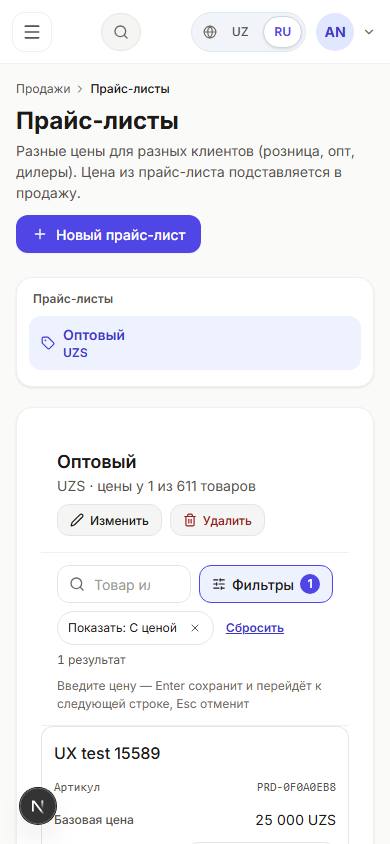 UZ
RU
AN
Продажи > Прайс-листы
Прайс-листы
Разные цены для разных клиентов (розница, опт,
дилеры). Цена из прайс-листа подставляется в
продажу.
+ Новый прайс-лист
Прайс-листы
Оптовый
UZS
Оптовый
UZS · цены у 1 из 611 товаров
Изменить
Удалить
Товар ил
Фильтры 1
Показать: С ценой ×
Сбросить
1 результат
Введите цену — Enter сохранит и перейдёт к
следующей строке, Esc отменит
UX test 15589
Артикул
PRD-0F0A0EB8
N
Базовая цена
25 000 UZS